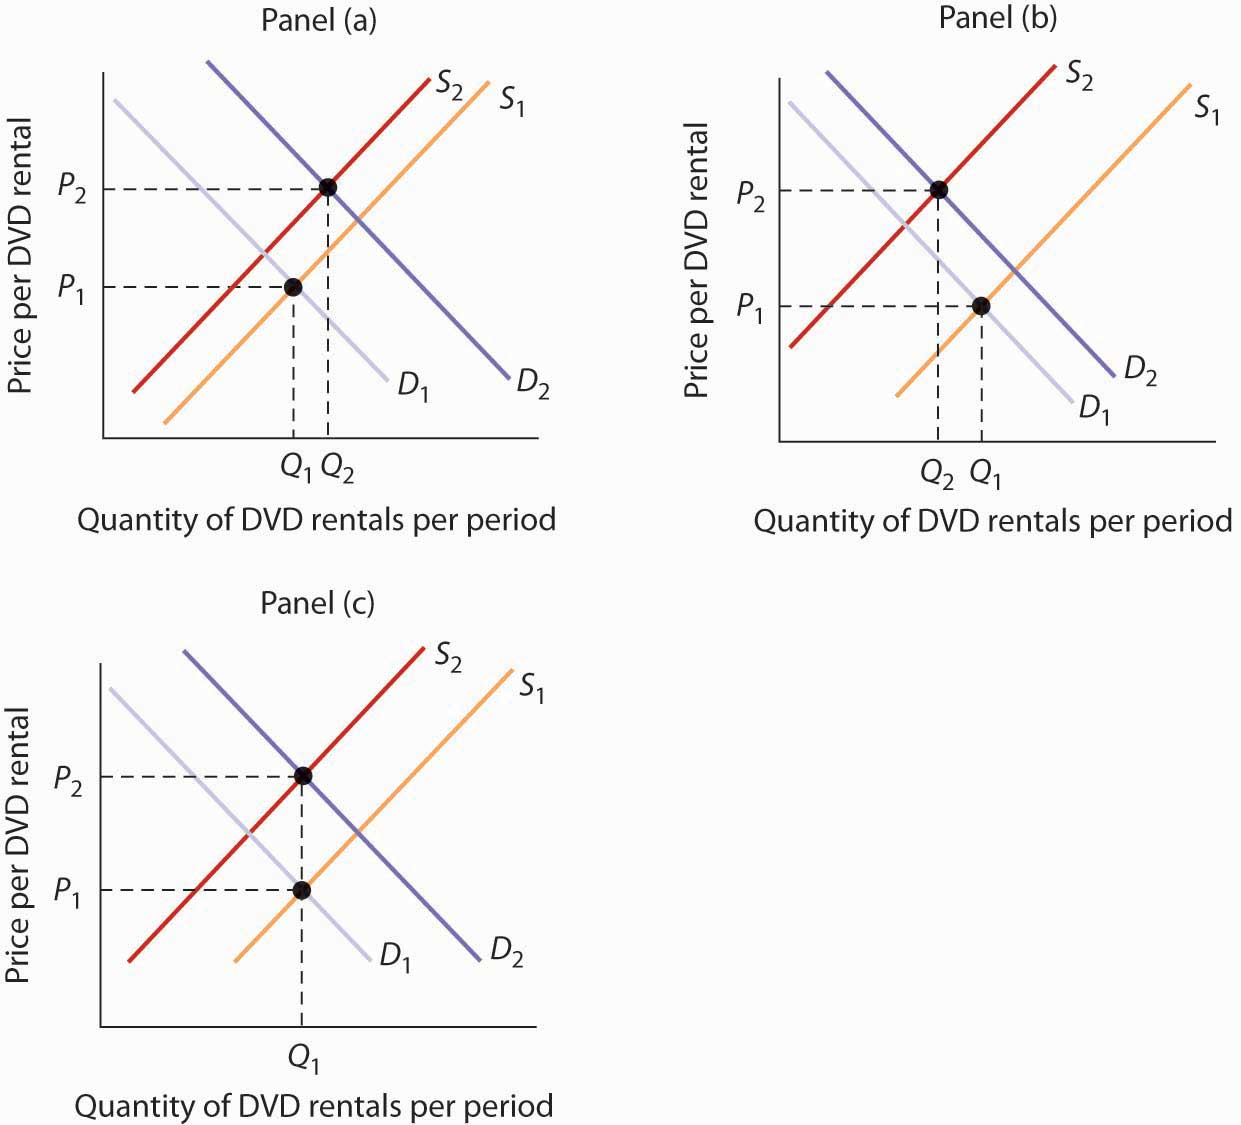 Panel (a)
Price per DVD rental
P2
P1
S2
S1
D1
D2
Q1 Q2
Quantity of DVD rentals per period
Panel (b)
Price per DVD rental
P2
P1
S2
S1
D2
D1
Q2 Q1
Quantity of DVD rentals per period
Panel (c)
Price per DVD rental
P2
P1
S2
S1
D1
D2
Q1
Quantity of DVD rentals per period